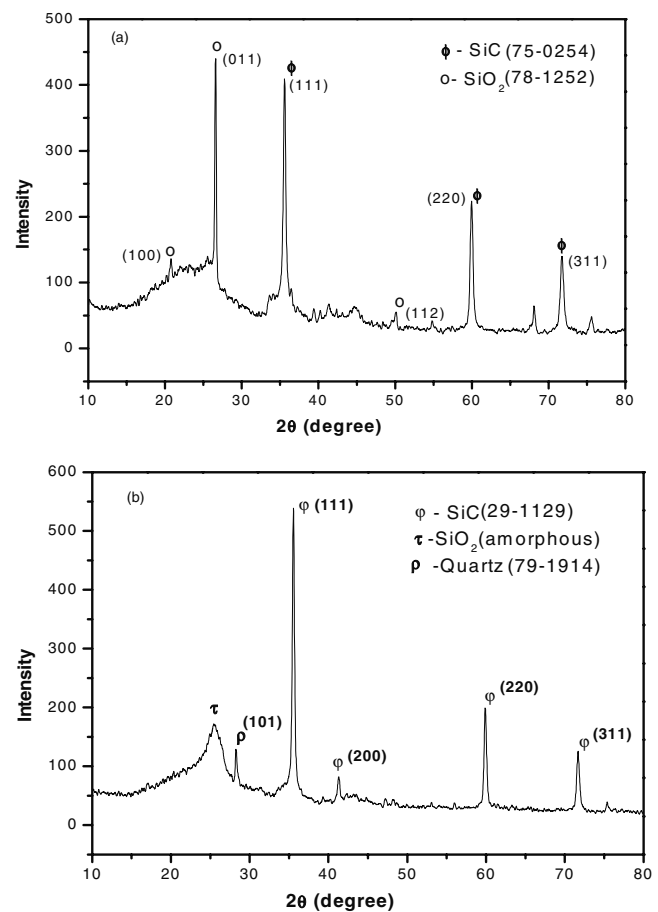 (a)
ϕ - SiC (75-0254)
o- SiO₂(78-1252)
o (011)
ϕ (111)
(220) ϕ
ϕ (311)
(100) o
o (112)
500
400
300
200
100
0
Intensity
10 20 30 40 50 60 70 80
2θ (degree)
(b)
φ - SiC(29-1129)
τ -SiO₂(amorphous)
ρ -Quartz (79-1914)
φ (111)
τ
ρ (101)
φ (200)
φ (220)
φ (311)
600
500
400
300
200
100
0
Intensity
10 20 30 40 50 60 70 80
2θ (degree)